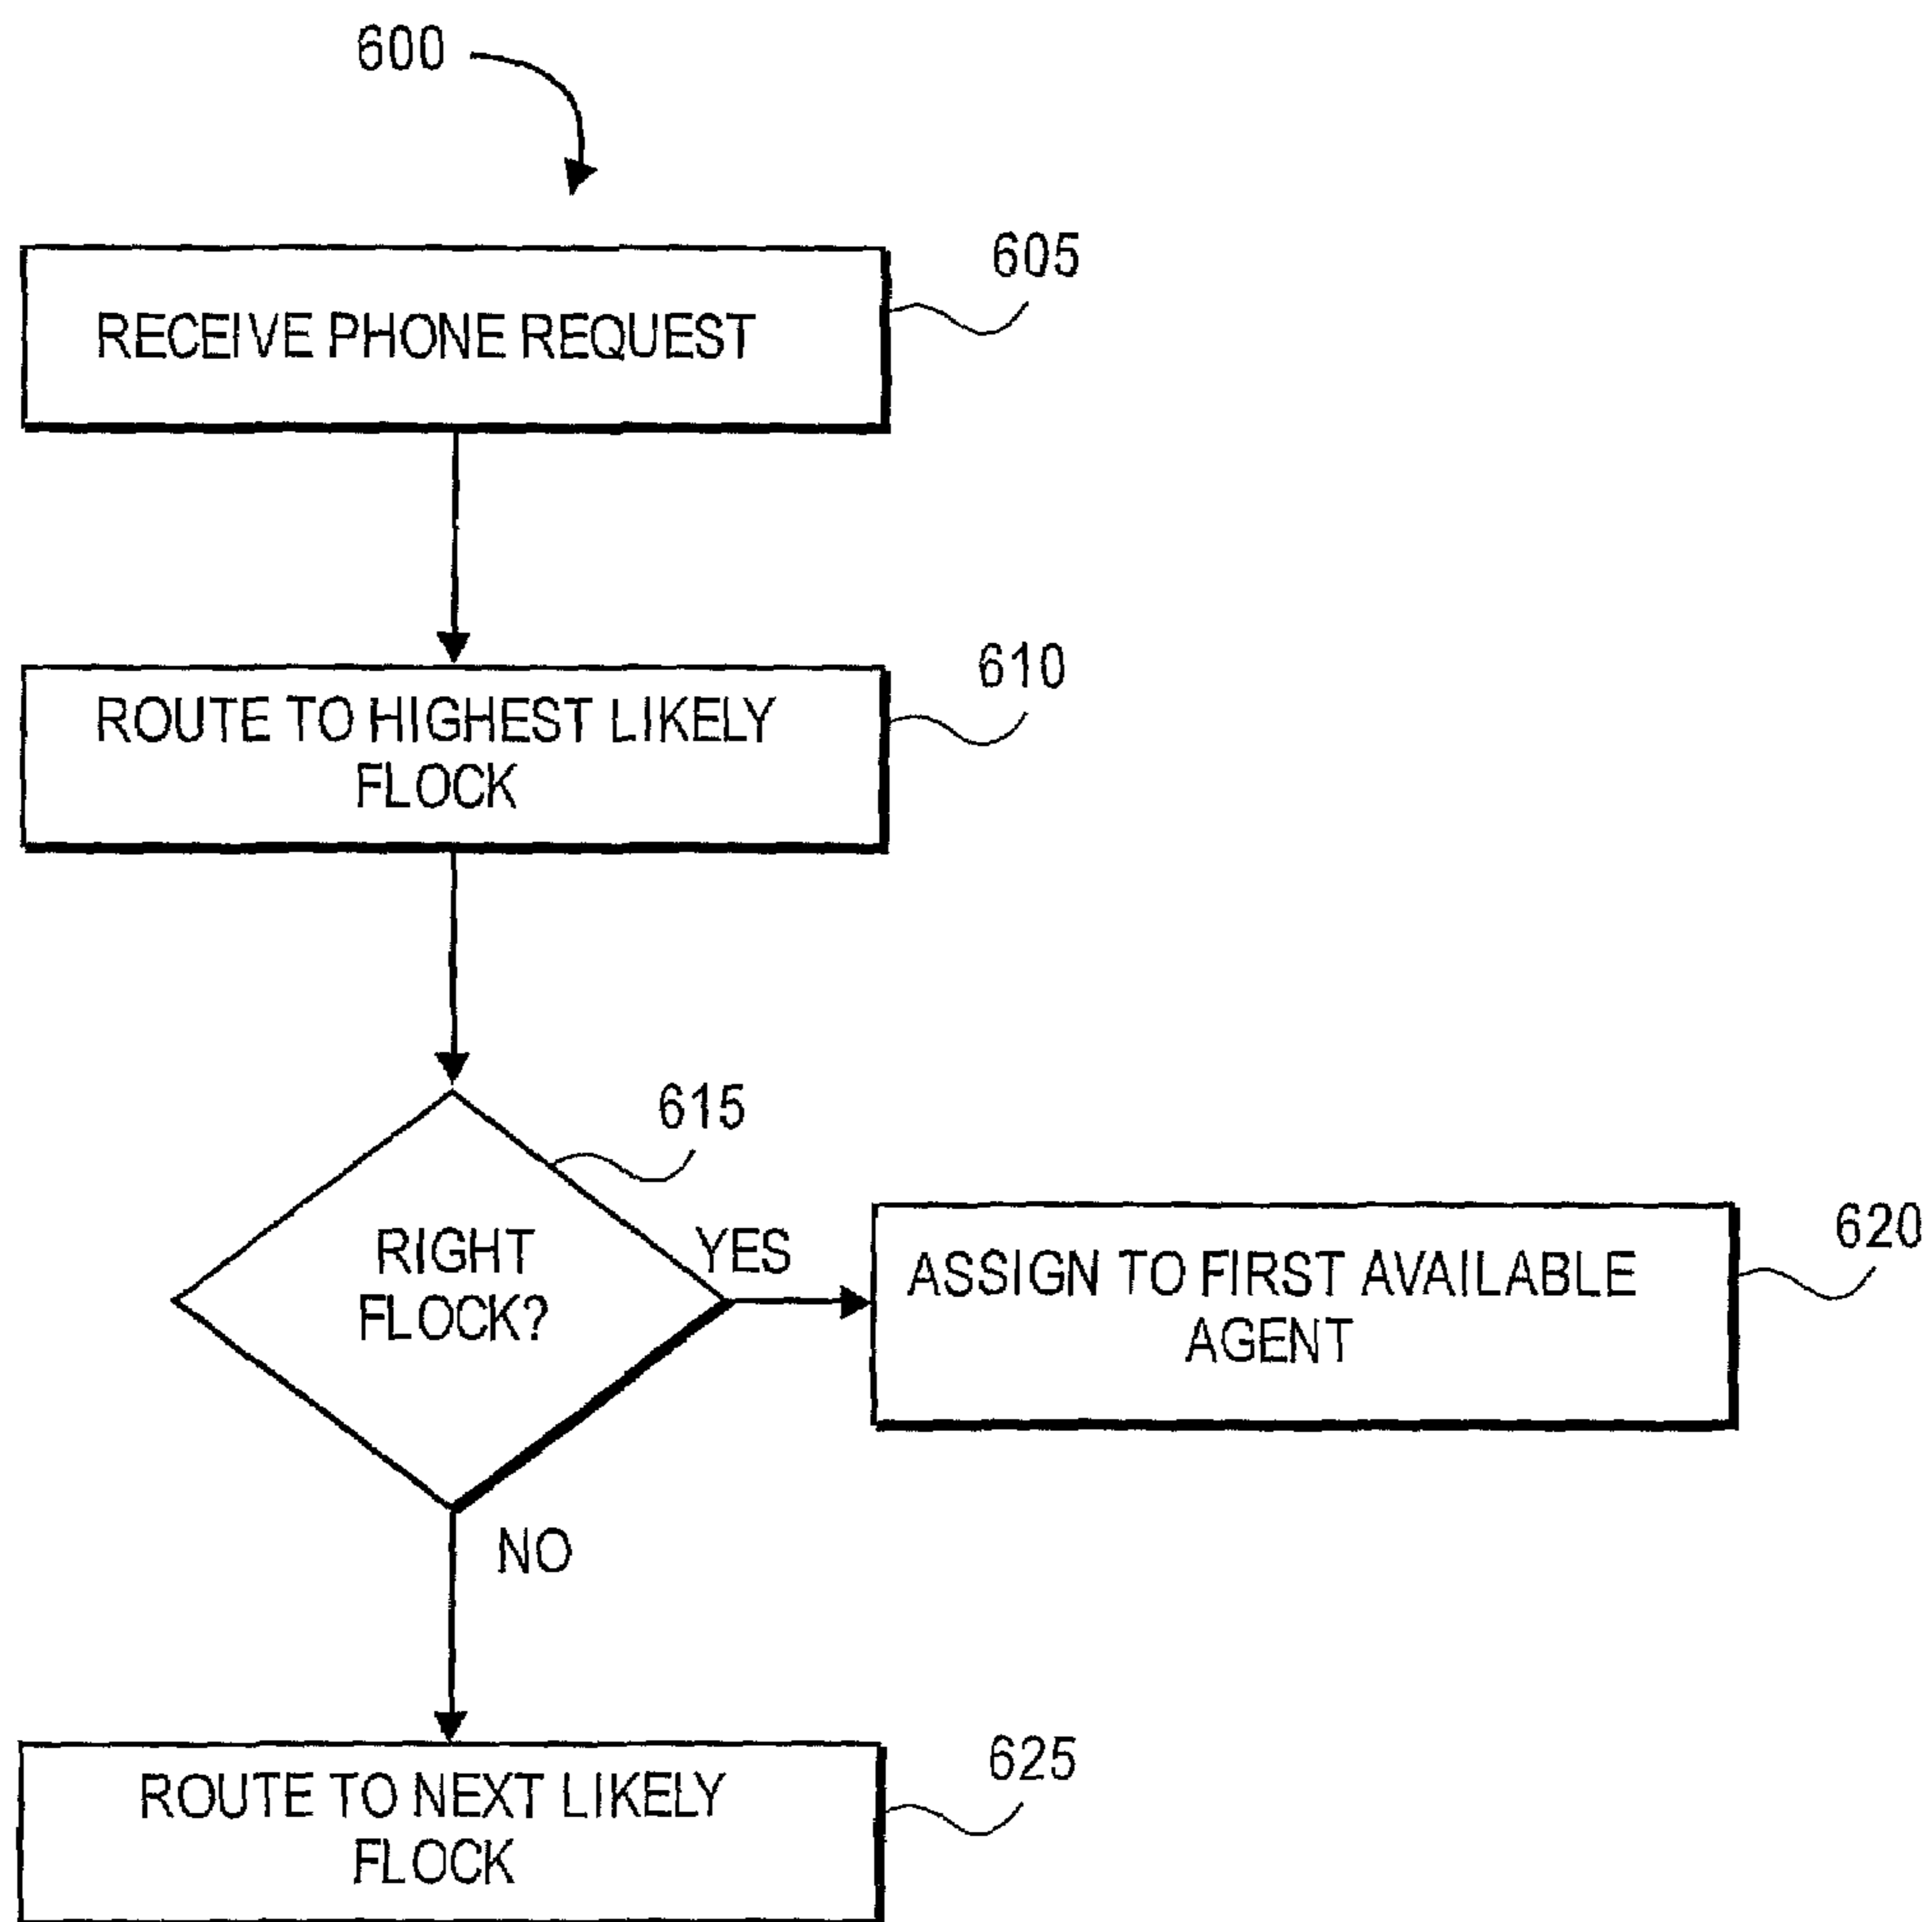 600
605
RECEIVE PHONE REQUEST
610
ROUTE TO HIGHEST LIKELY
FLOCK
615
RIGHT
FLOCK?
YES
620
ASSIGN TO FIRST AVAILABLE
AGENT
NO
625
ROUTE TO NEXT LIKELY
FLOCK